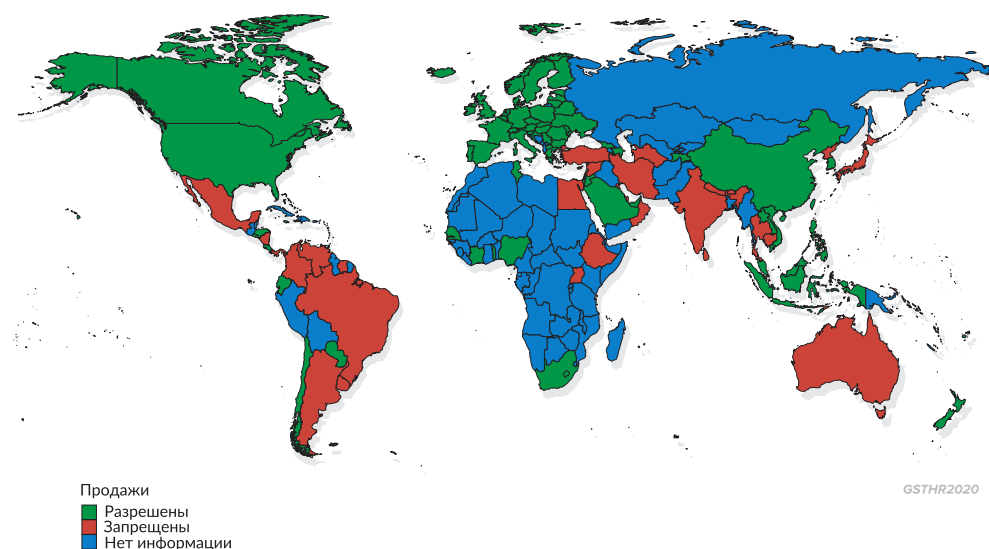 GSTHR2020
Продажи
Разрешены
Запрещены
Нет информации